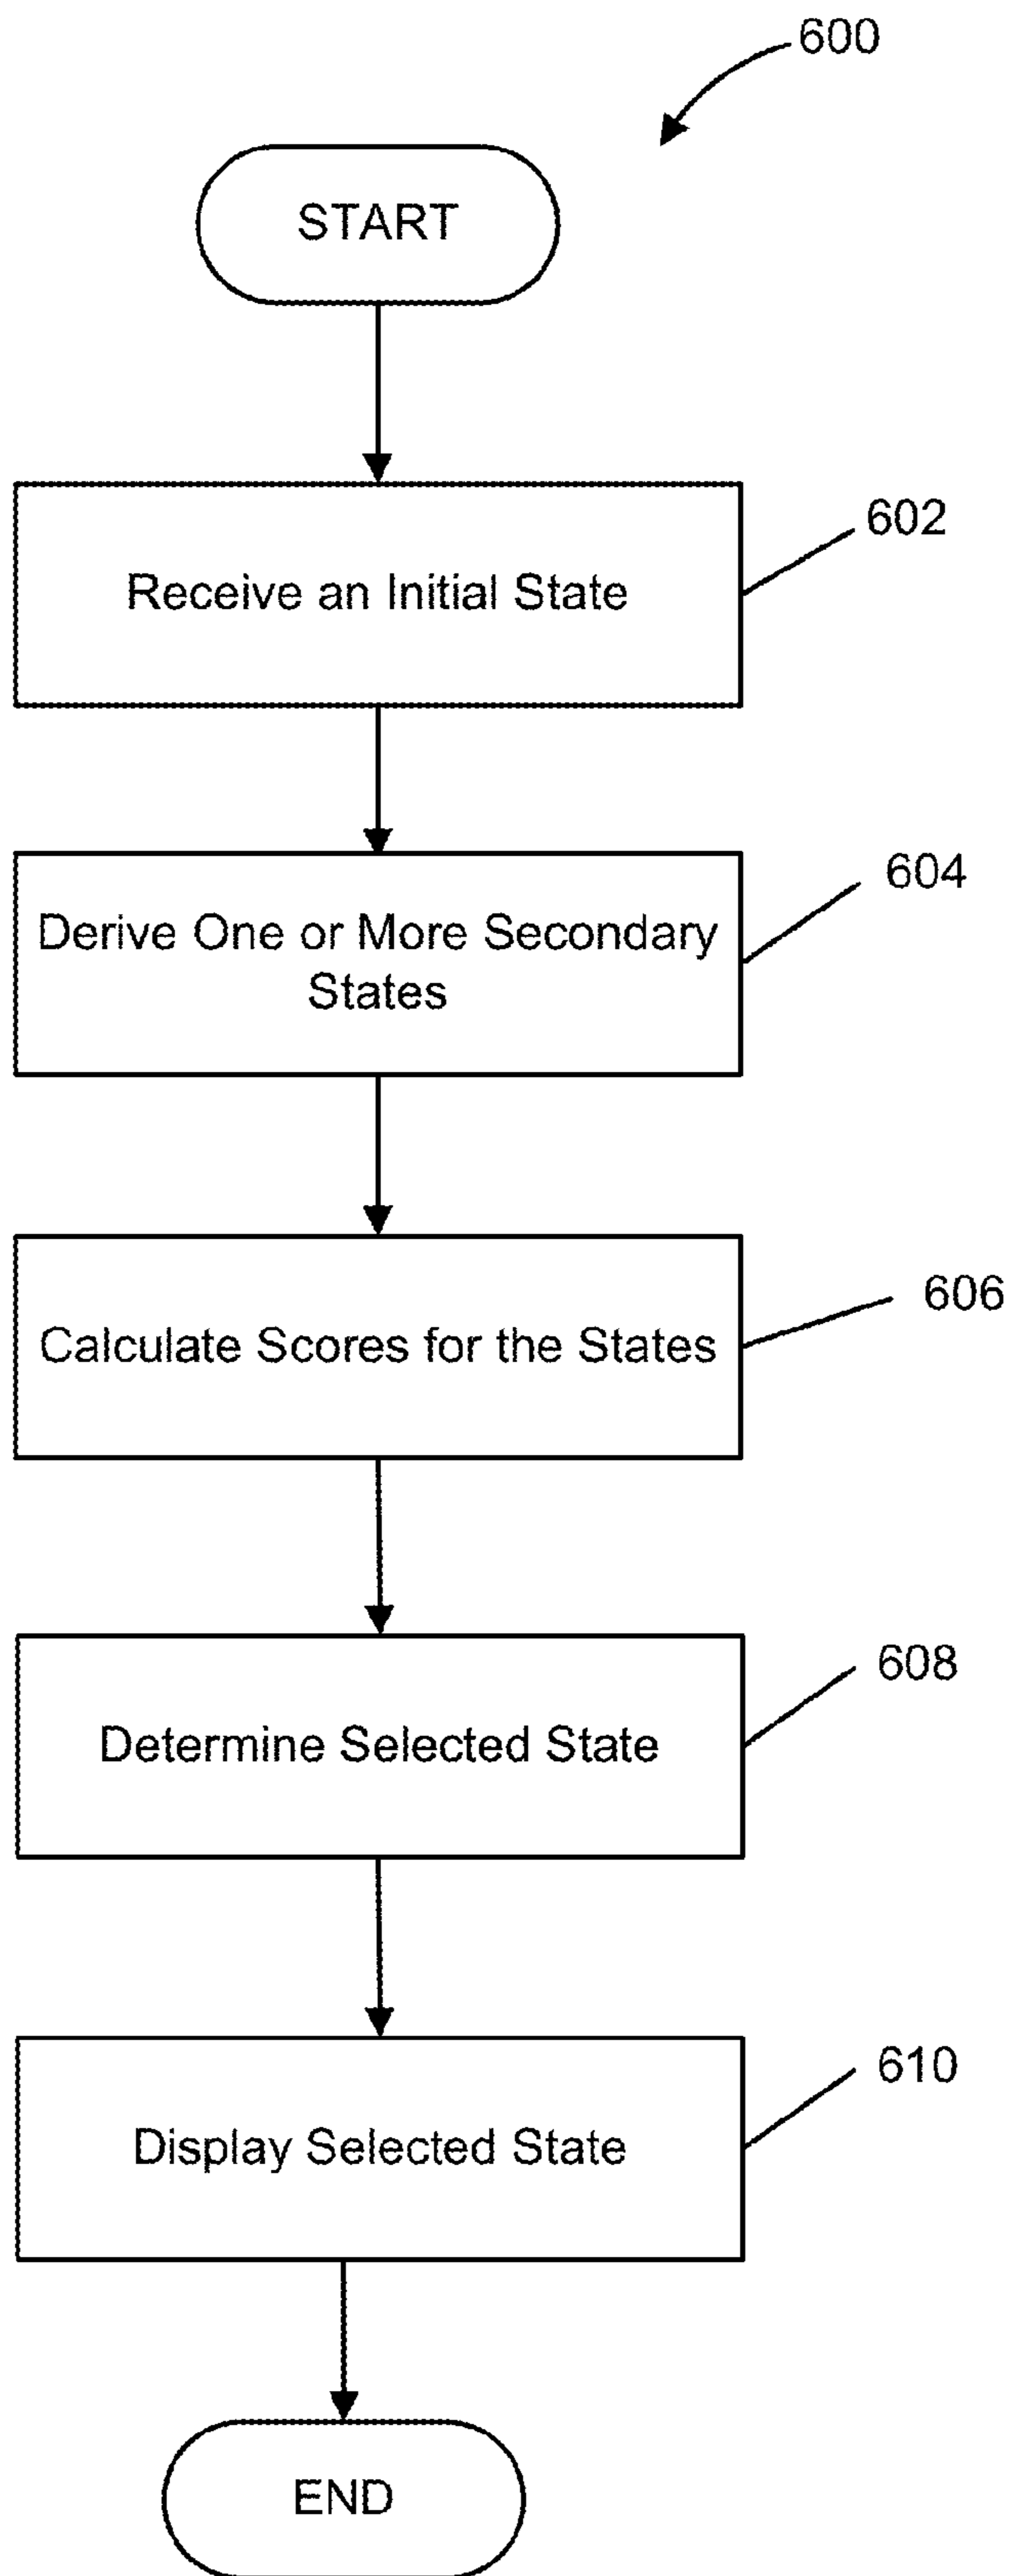 600
START
Receive an Initial State
602
Derive One or More Secondary
States
604
Calculate Scores for the States
606
Determine Selected State
608
Display Selected State
610
END